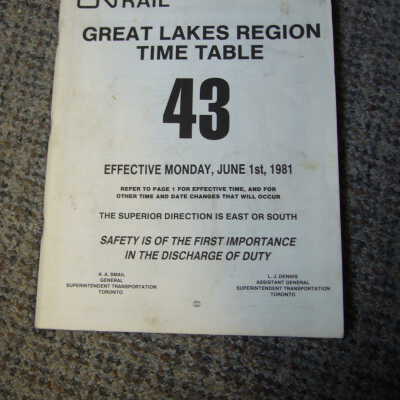 RAIL
GREAT LAKES REGION
TIME TABLE
43
EFFECTIVE MONDAY, JUNE 1st, 1981
REFER TO PAGE 1 FOR EFFECTIVE TIME, AND FOR
OTHER TIME AND DATE CHANGES THAT WILL OCCUR
THE SUPERIOR DIRECTION IS EAST OR SOUTH
SAFETY IS OF THE FIRST IMPORTANCE
IN THE DISCHARGE OF DUTY
A. A. SMAIL
GENERAL
SUPERINTENDENT TRANSPORTATION
TORONTO
L. J. DENNIS
ASSISTANT GENERAL
SUPERINTENDENT TRANSPORTATION
TORONTO